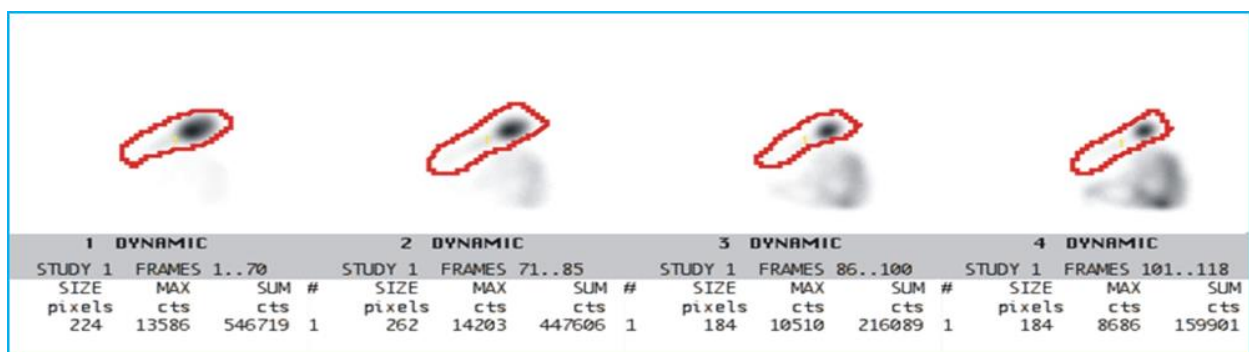 1 DYNAMIC 2 DYNAMIC 3 DYNAMIC 4 DYNAMIC
STUDY 1 FRAMES 1..70 STUDY 1 FRAMES 71..85 STUDY 1 FRAMES 86..100 STUDY 1 FRAMES 101..118
SIZE MAX SUM # SIZE MAX SUM # SIZE MAX SUM # SIZE MAX SUM
pixels cts cts pixels cts cts pixels cts cts pixels cts cts
224 13586 546719 1 262 14203 447606 1 184 10510 216089 1 184 8686 159901